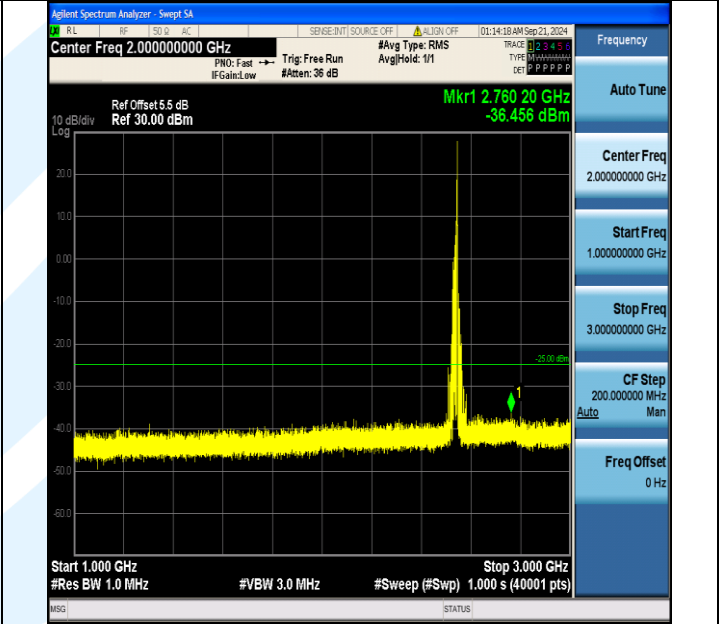 Agilent Spectrum Analyzer - Swept SA
RL RF 50 Ω AC SENSE:INT SOURCE OFF ALIGN OFF 01:14:18 AM Sep 21, 2024
Center Freq 2.000000000 GHz #Avg Type: RMS TRACE 1 2 3 4 5 6
PNO: Fast Trig: Free Run Avg|Hold: 1/1 TYPE M
IFGain:Low #Atten: 36 dB DET P P P P P P
Frequency
Auto Tune
Center Freq
2.000000000 GHz
Start Freq
1.000000000 GHz
Stop Freq
3.000000000 GHz
CF Step
200.000000 MHz
Auto Man
Freq Offset
0 Hz
Mkr1 2.760 20 GHz
-36.456 dBm
Ref Offset 5.5 dB
10 dB/div Ref 30.00 dBm
Log
20.0
10.0
0.00
-10.0
-20.0
-25.00 dBm
-30.0
1
-40.0
-50.0
-60.0
Start 1.000 GHz Stop 3.000 GHz
#Res BW 1.0 MHz #VBW 3.0 MHz #Sweep (#Swp) 1.000 s (40001 pts)
MSG STATUS